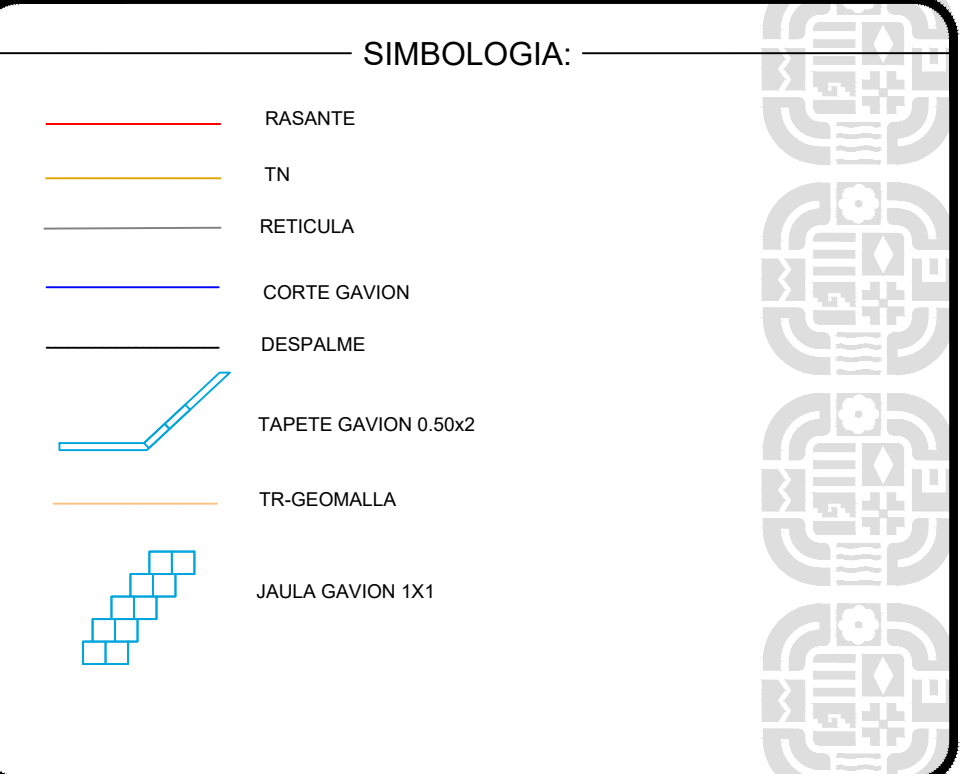 SIMBOLOGIA:
RASANTE
TN
RETICULA
CORTE GAVION
DESPALME
TAPETE GAVION 0.50x2
TR-GEOMALLA
JAULA GAVION 1X1